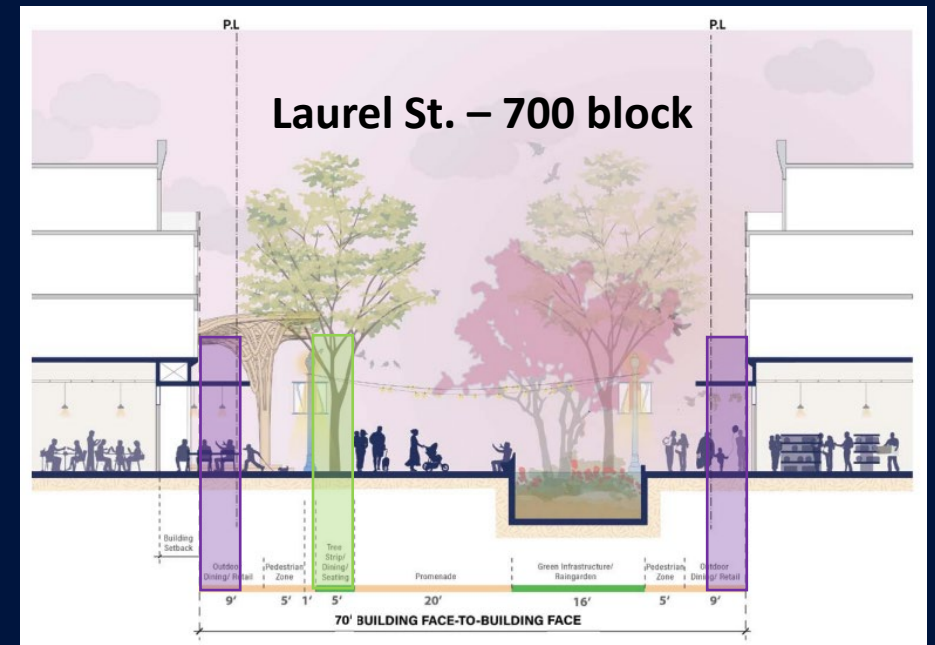 P.L
P.L
Laurel St. – 700 block
Building
Setback
Outdoor
Dining/ Retail
Pedestrian
Zone
Tree
Strip/
Dining/
Seating
Promenade
Green Infrastructure/
Raingarden
Pedestrian
Zone
Outdoor
Dining/ Retail
9' 5' 1' 5' 20' 16' 5' 9'
70' BUILDING FACE-TO-BUILDING FACE